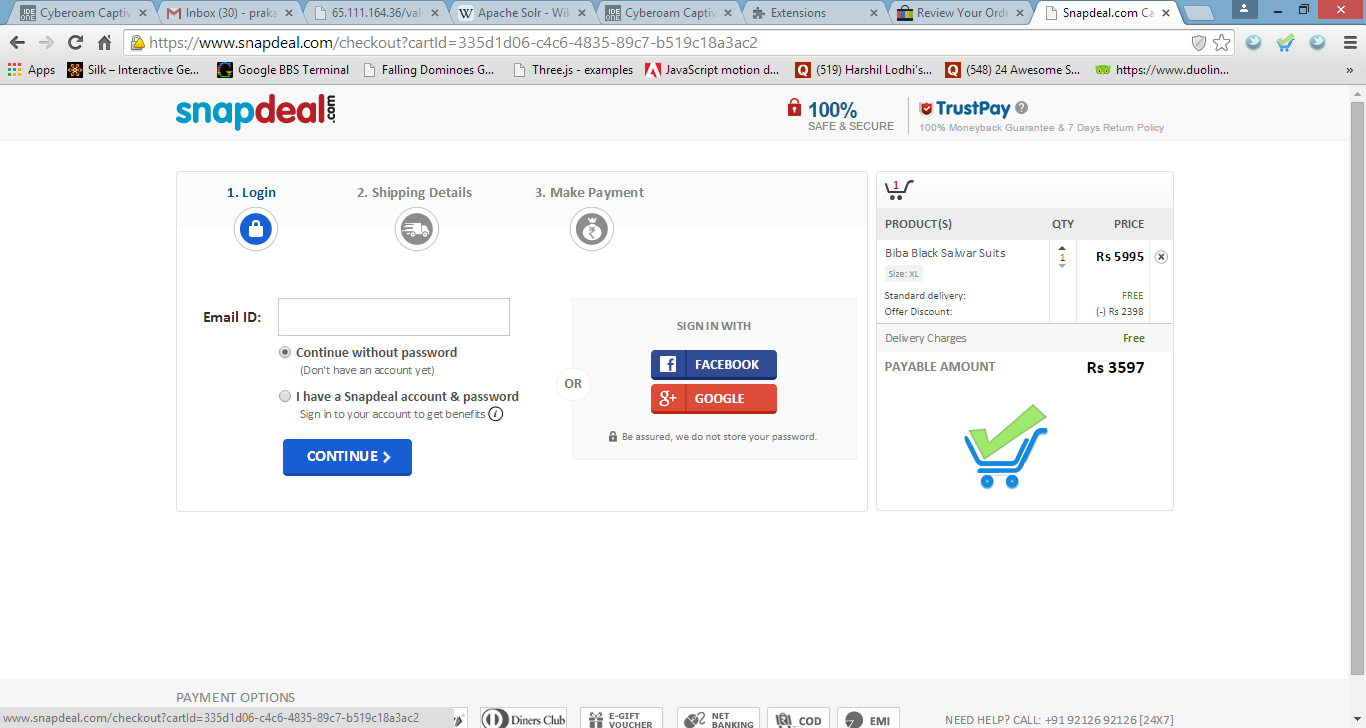 Cyberoam Captiv
Inbox (30) - praka
65.111.164.36/valu
W Apache Solr - Wik
Cyberoam Captiv
Extensions
Review Your Orde
Snapdeal.com Ca
https://www.snapdeal.com/checkout?cartId=335d1d06-c4c6-4835-89c7-b519c18a3ac2
Apps
Silk – Interactive Ge...
Google BBS Terminal
Falling Dominoes G...
Three.js - examples
JavaScript motion d...
(519) Harshil Lodhi's...
(548) 24 Awesome S...
https://www.duolin...
»
snapdeal.com
100%
SAFE & SECURE
TrustPay ?
100% Moneyback Guarantee & 7 Days Return Policy
1. Login
2. Shipping Details
3. Make Payment
Email ID:
Continue without password
(Don't have an account yet)
I have a Snapdeal account & password
Sign in to your account to get benefits i
CONTINUE
OR
SIGN IN WITH
f FACEBOOK
g+ GOOGLE
Be assured, we do not store your password.
1
PRODUCT(S) QTY PRICE
Biba Black Salwar Suits 1 Rs 5995
Size: XL
Standard delivery: FREE
Offer Discount: (-) Rs 2398
Delivery Charges Free
PAYABLE AMOUNT Rs 3597
PAYMENT OPTIONS
www.snapdeal.com/checkout?cartId=335d1d06-c4c6-4835-89c7-b519c18a3ac2
Diners Club
E-GIFT
VOUCHER
NET
BANKING
COD
EMI
NEED HELP? CALL: +91 92126 92126 [24X7]